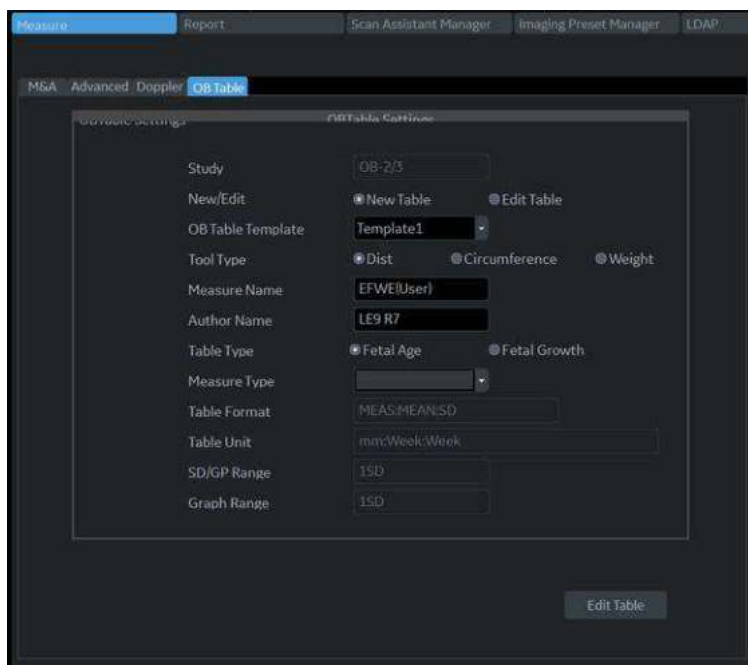 Measure Report Scan Assistant Manager Imaging Preset Manager LDAP
M&A Advanced Doppler OB Table
OBTable Settings OBTable Settings
Study OB-2/3
New/Edit New Table Edit Table
OB Table Template Template1
Tool Type Dist Circumference Weight
Measure Name EFWE(User)
Author Name LE9 R7
Table Type Fetal Age Fetal Growth
Measure Type
Table Format MEAS:MEAN:SD
Table Unit mm:Week:Week
SD/GP Range 1SD
Graph Range 1SD
Edit Table